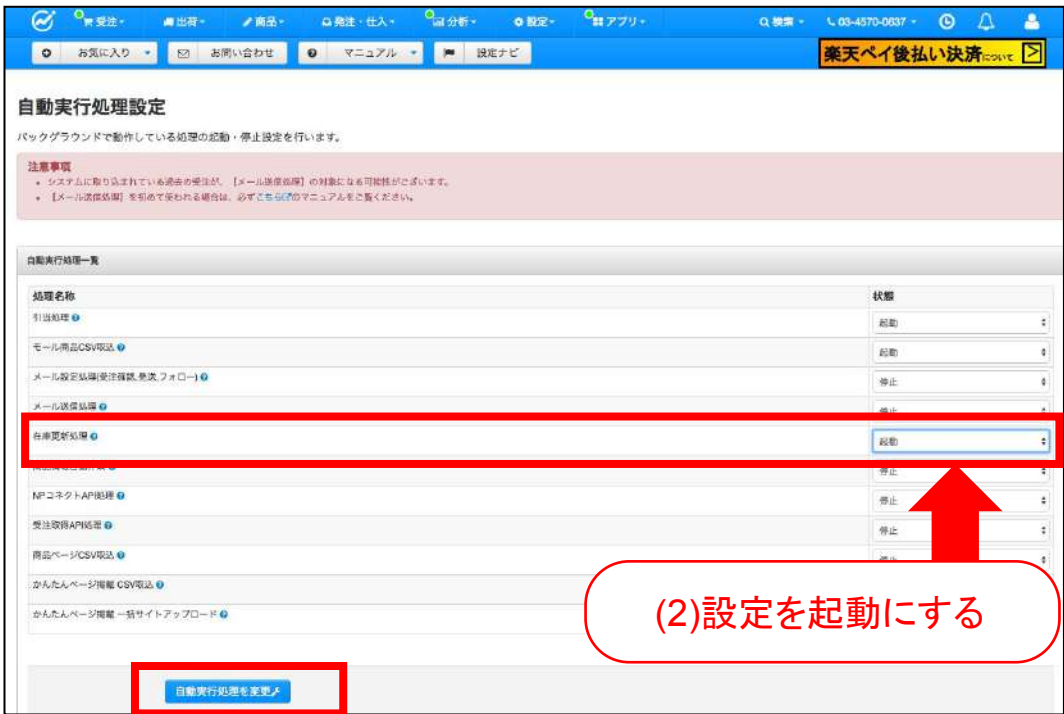 受注 出荷 商品 発注・仕入 分析 設定 アプリ 検索 03-4570-0637
お気に入り お問い合わせ マニュアル 設定ナビ 楽天ペイ後払い決済について
自動実行処理設定
バックグラウンドで動作している処理の起動・停止設定を行います。
注意事項
システムに取り込まれている過去の受注が、【メール送信処理】の対象になる可能性がございます。
【メール送信処理】を初めて使われる場合は、必ずこちらのマニュアルをご覧ください。
自動実行処理一覧
処理名称 状態
引当処理 起動
モール商品CSV取込 起動
メール設定処理(受注確認,発送,フォロー) 停止
メール送信処理 停止
在庫更新処理 起動
停止
NPコネクトAPI処理 停止
受注取得API処理 停止
商品ページCSV取込
かんたんページ掲載 CSV取込
かんたんページ掲載 一括サイトアップロード
(2)設定を起動にする
自動実行処理を変更